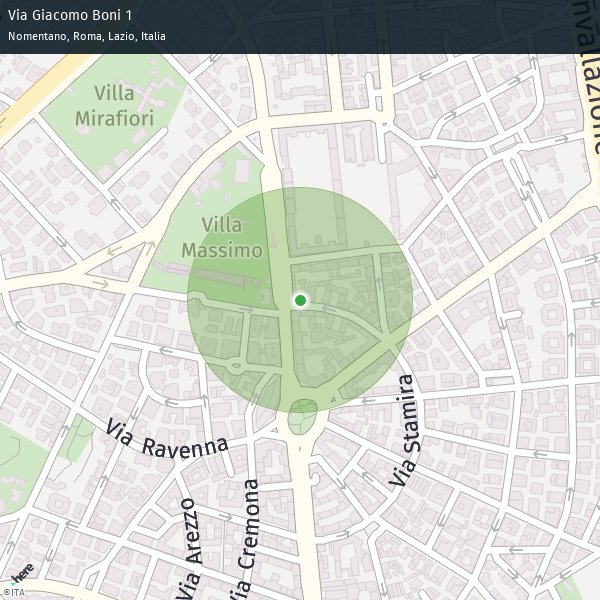 Via Giacomo Boni 1
Nomentano, Roma, Lazio, Italia
Villa
Mirafiori
nvallazione
Villa
Massimo
Via Ravenna
Via Stamira
Via Arezzo
via Cremona
here
©ITA